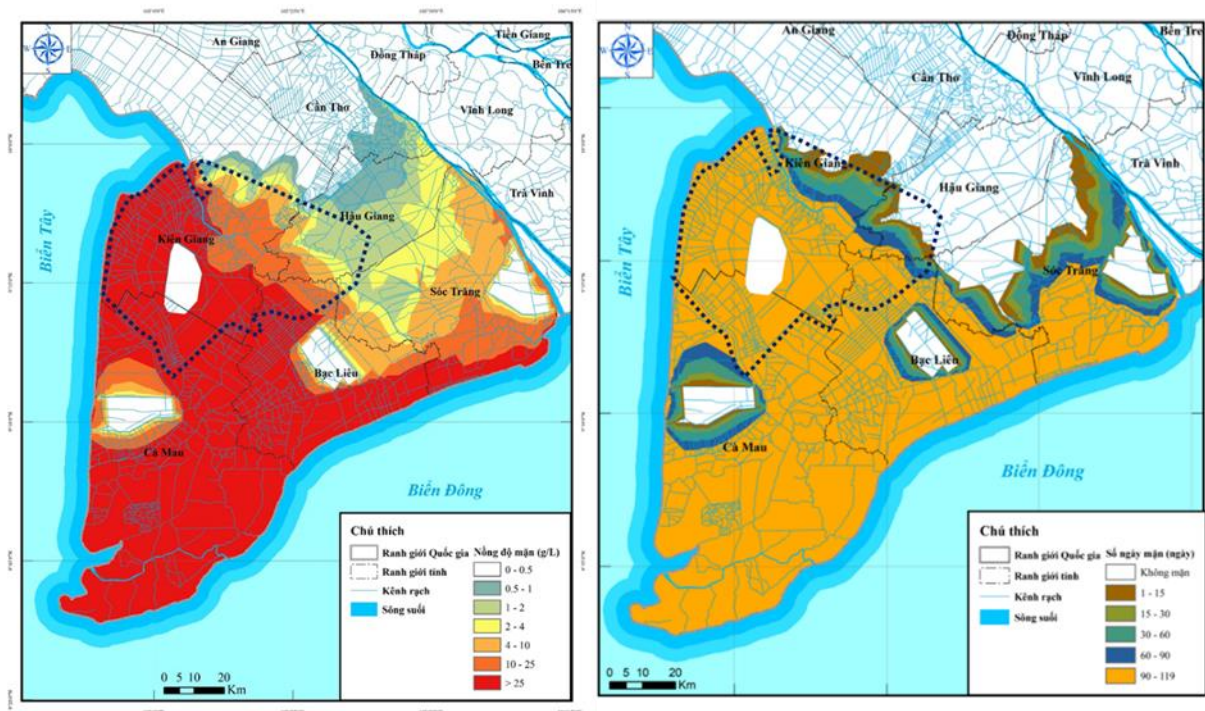 An Giang
Tiền Giang
Đồng Tháp
Bến Tre
Cần Thơ
Vĩnh Long
Trà Vinh
Hậu Giang
Kiên Giang
Sóc Trăng
Bạc Liêu
Cà Mau
Biển Tây
Biển Đông
Chú thích
Ranh giới Quốc gia
Ranh giới tỉnh
Kênh rạch
Sông suối
Nồng độ mặn (g/L)
0 - 0.5
0.5 - 1
1 - 2
2 - 4
4 - 10
10 - 25
> 25
0 5 10 20
Km
An Giang
Tiền Giang
Đồng Tháp
Bến Tre
Cần Thơ
Vĩnh Long
Kiên Giang
Trà Vinh
Hậu Giang
Sóc Trăng
Bạc Liêu
Cà Mau
Biển Tây
Biển Đông
Chú thích
Ranh giới Quốc gia
Ranh giới tỉnh
Kênh rạch
Sông suối
Số ngày mặn (ngày)
Không mặn
1 - 15
15 - 30
30 - 60
60 - 90
90 - 119
0 5 10 20
Km